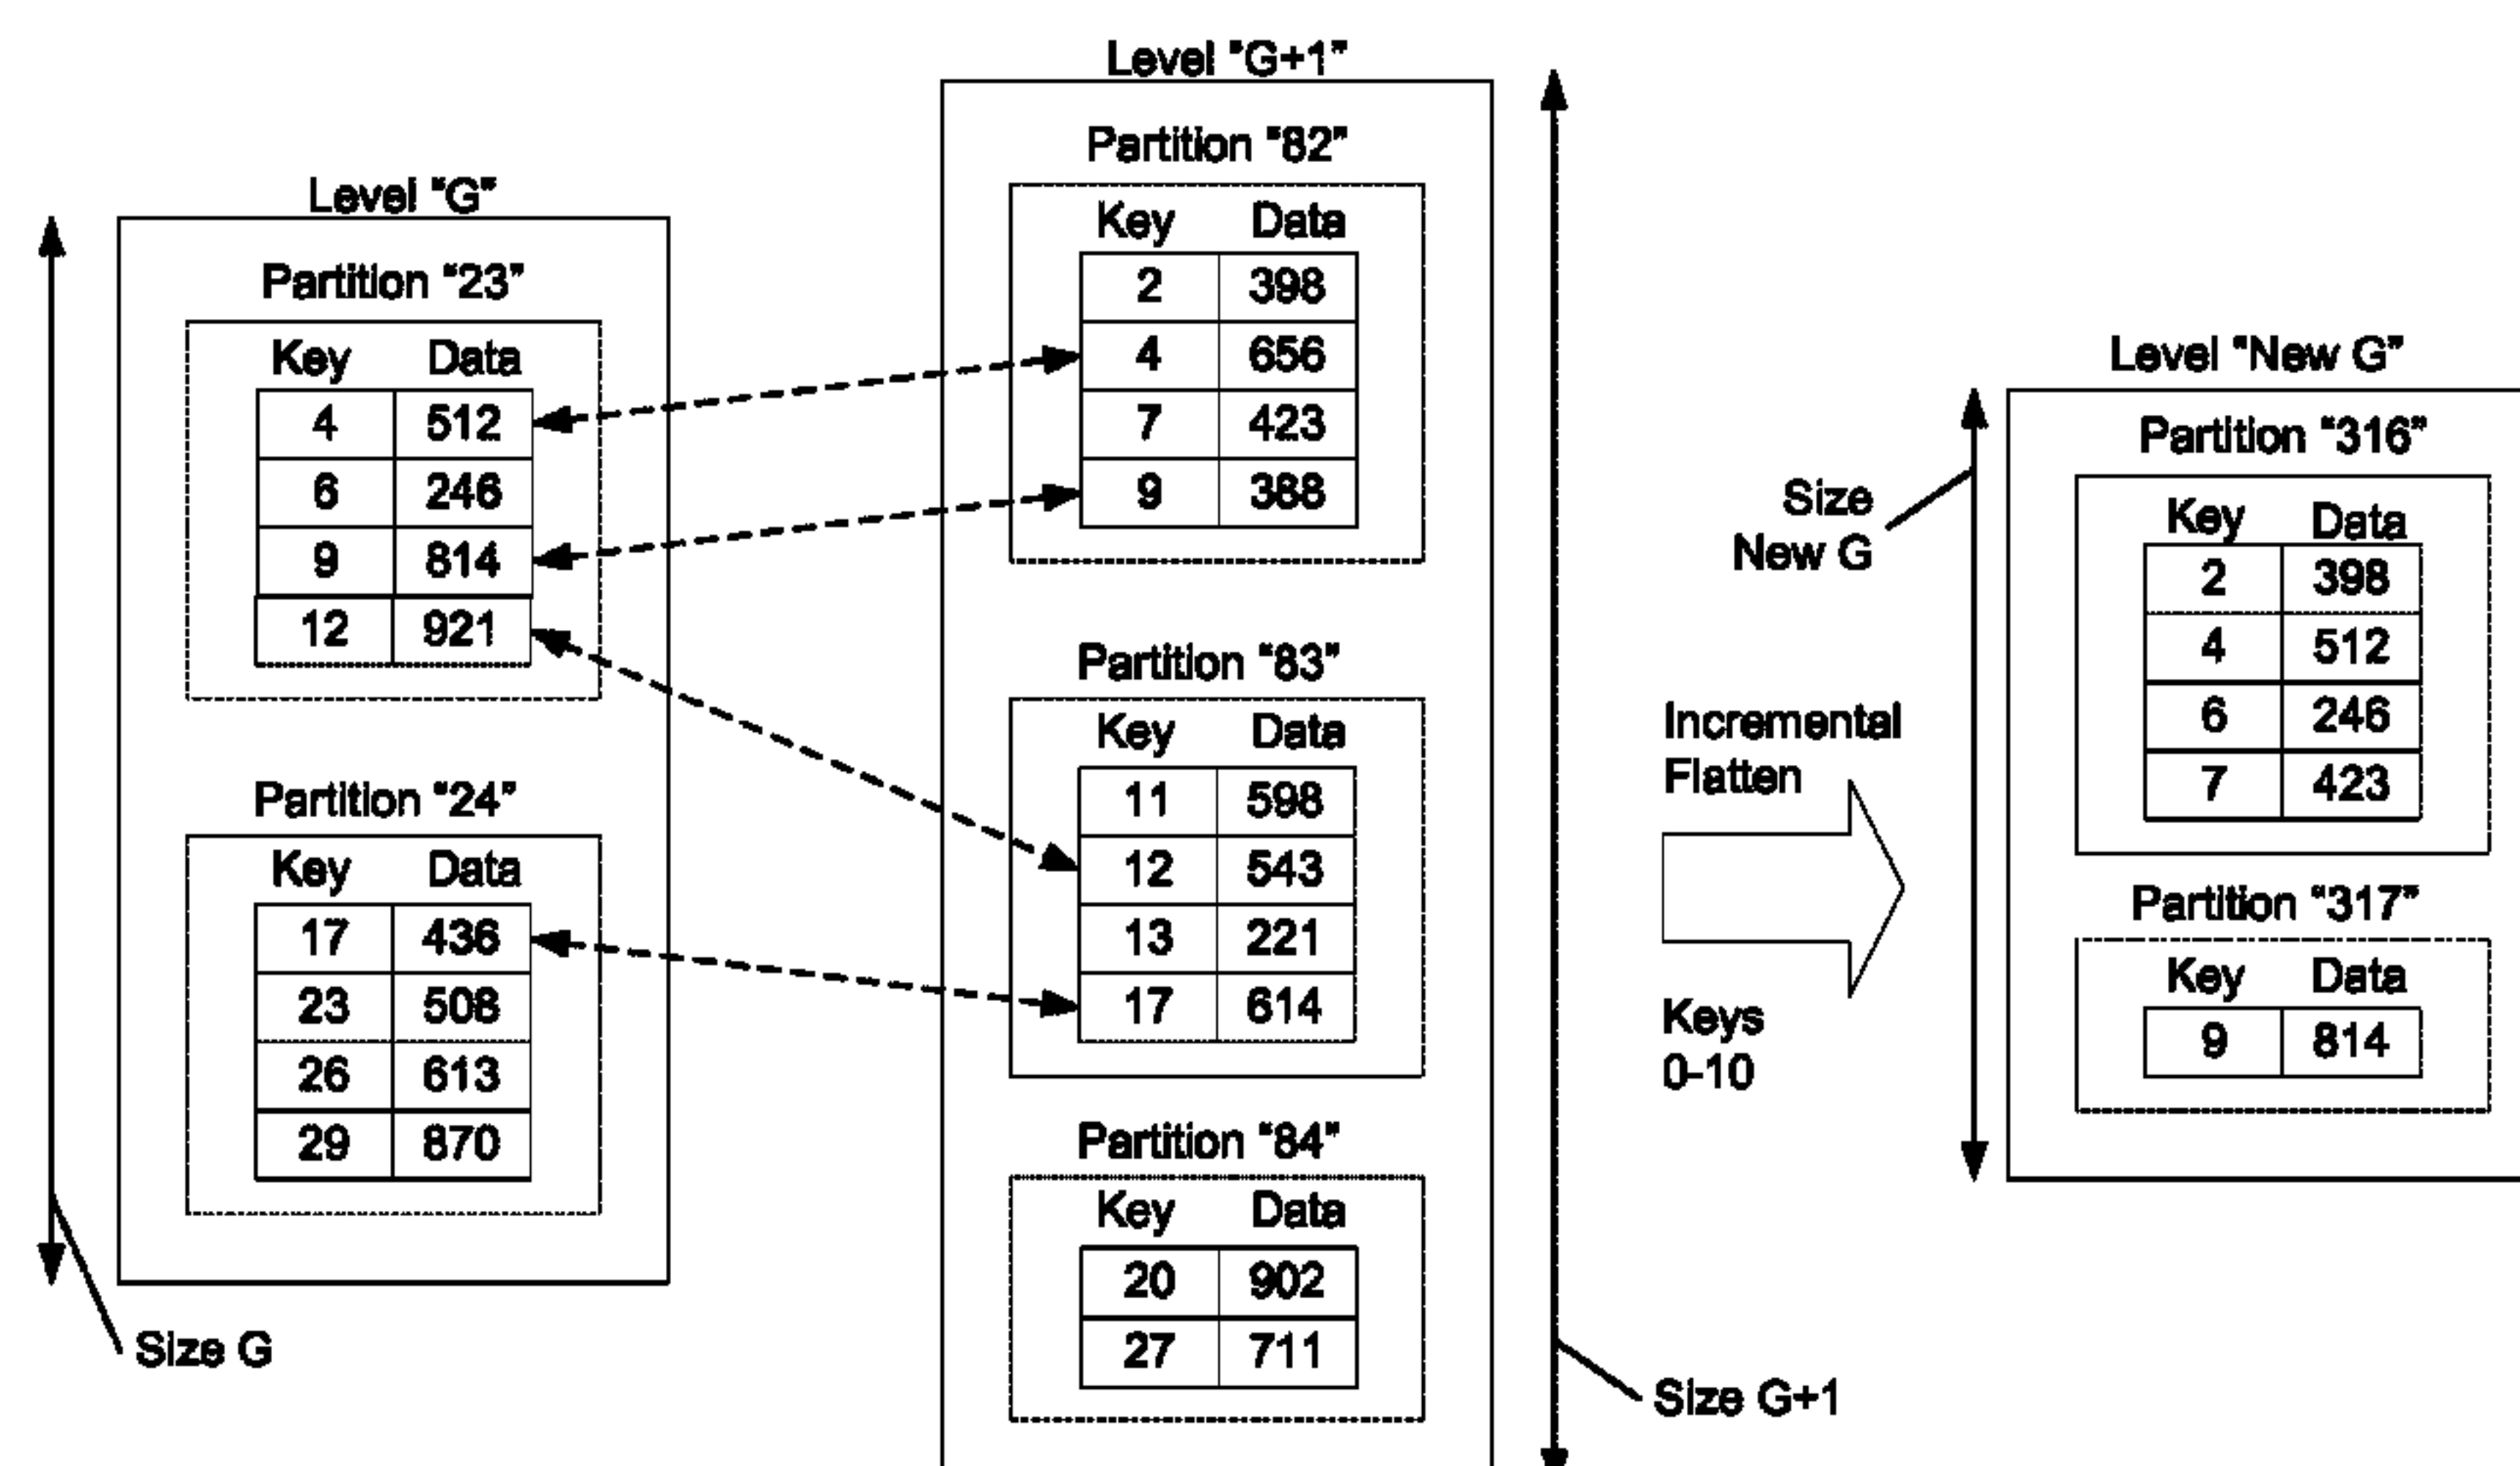 Level "G"
Partition "23"
Key Data
4 512
6 246
9 814
12 921
Partition "24"
Key Data
17 436
23 508
26 613
29 870
Size G
Level "G+1"
Partition "82"
Key Data
2 398
4 656
7 423
9 388
Partition "83"
Key Data
11 598
12 543
13 221
17 614
Partition "84"
Key Data
20 902
27 711
Size G+1
Incremental
Flatten
Keys
0-10
Level "New G"
Size
New G
Partition "316"
Key Data
2 398
4 512
6 246
7 423
Partition "317"
Key Data
9 814